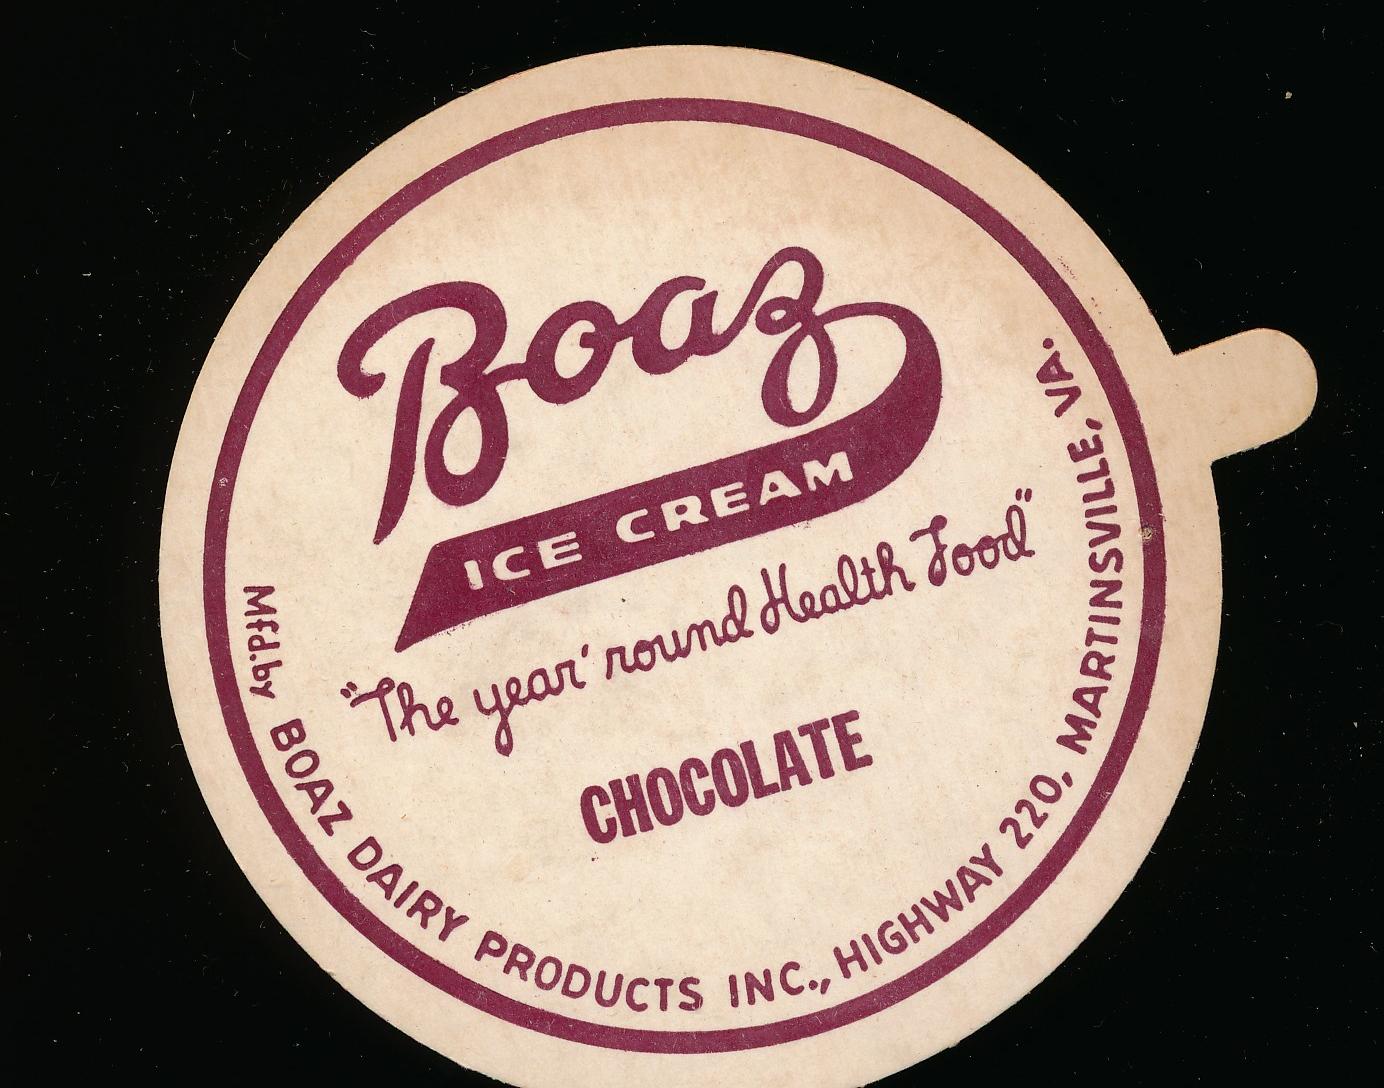 Boaz
ICE CREAM
"The year' round Health Food"
CHOCOLATE
Mfd. by BOAZ DAIRY PRODUCTS INC., HIGHWAY 220, MARTINSVILLE, VA.